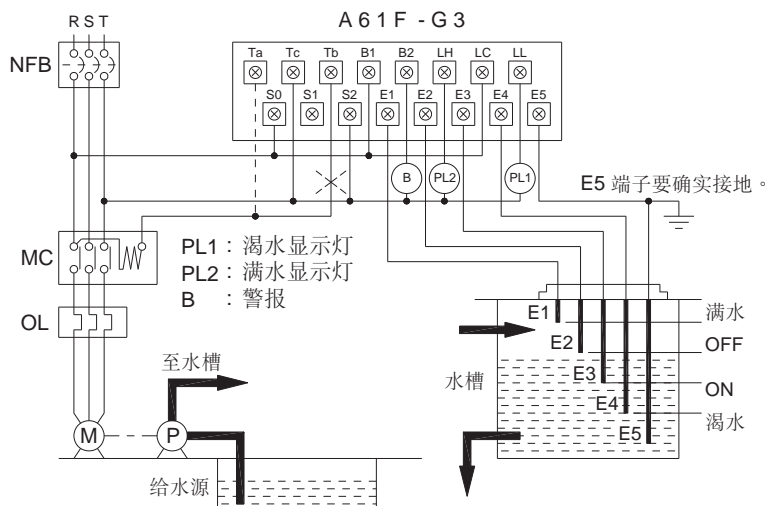 A61F-G3
R S T
NFB
Ta Tc Tb B1 B2 LH LC LL
S0 S1 S2 E1 E2 E3 E4 E5
B PL2 PL1
E5 端子要确实接地。
MC
PL1：渴水显示灯
PL2：满水显示灯
B ：警报
OL
E1 满水
E2 OFF
至水槽
水槽
E3 ON
E4 渴水
M P
E5
给水源